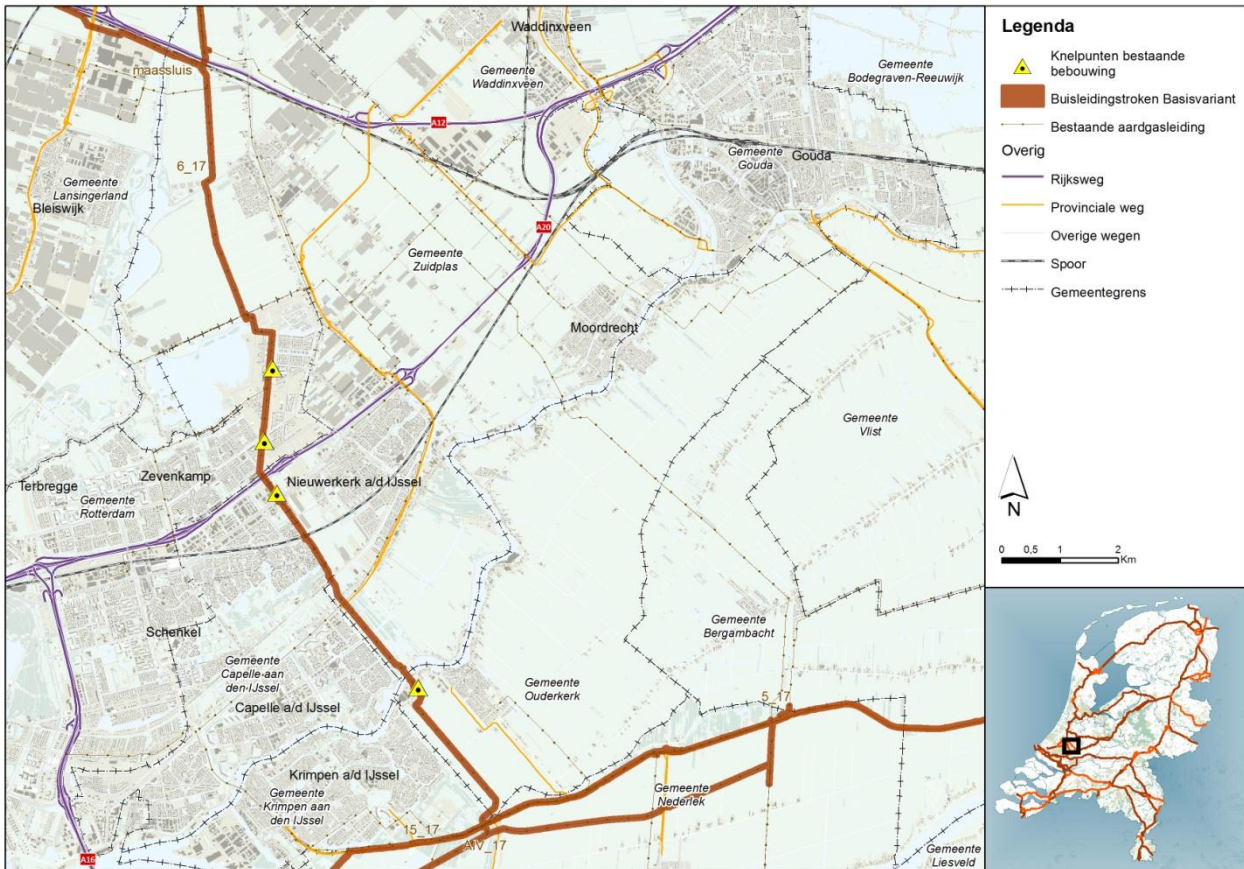 Waddinxveen
maassluis
Gemeente
Waddinxveen
Gemeente
Bodegraven-Reeuwijk
A12
6_17
Gemeente
Lansingerland
Bleiswijk
Gemeente
Gouda
Gouda
A20
Gemeente
Zuidplas
Moordrecht
Gemeente
Vlist
Zevenkamp
Terbregge
Gemeente
Rotterdam
Nieuwerkerk a/d IJssel
Schenkel
Gemeente
Bergambacht
Gemeente
Capelle aan
den IJssel
Capelle a/d IJssel
Gemeente
Ouderkerk
5_17
Krimpen a/d IJssel
Gemeente
Krimpen aan
den IJssel
Gemeente
Nederlek
15_17
AIV_17
A16
Gemeente
Liesveld
Legenda
Knelpunten bestaande
bebouwing
Buisleidingstroken Basisvariant
Bestaande aardgasleiding
Overig
Rijksweg
Provinciale weg
Overige wegen
Spoor
Gemeentegrens
N
0 0,5 1 2
Km